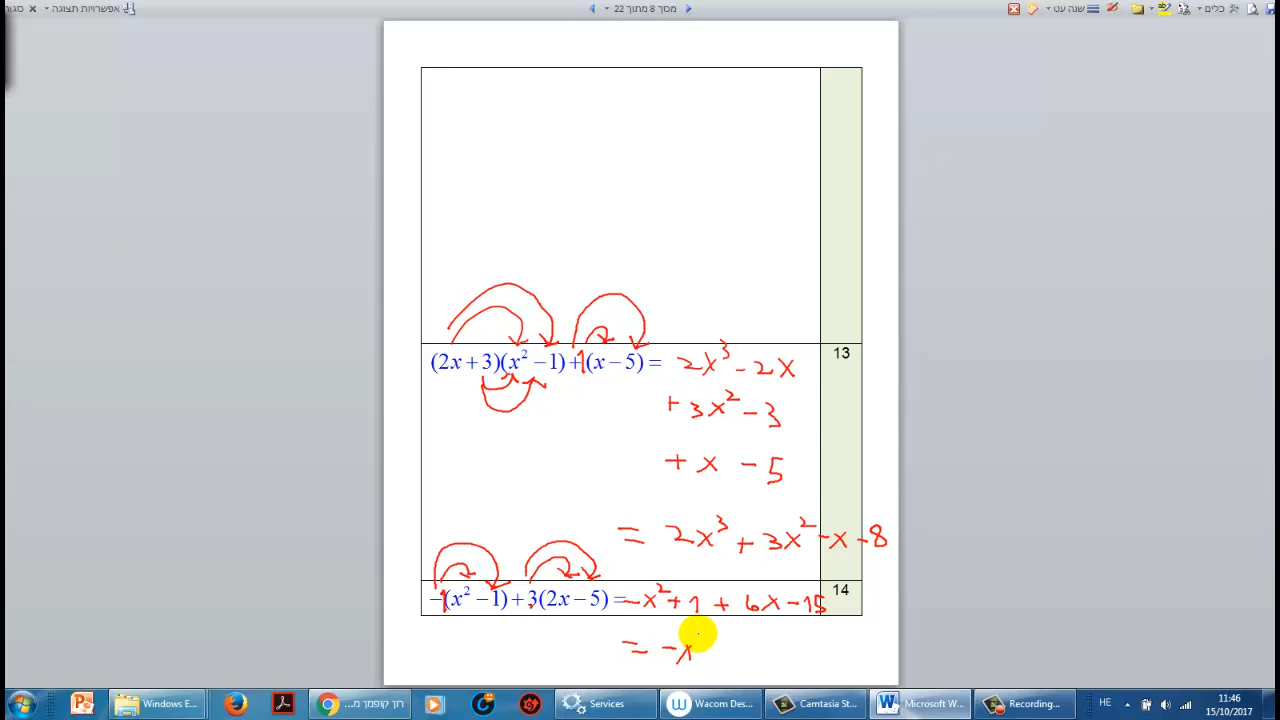 סגור × אפשרויות תצוגה מסך 8 מתוך 22 שנה עט כלים
13
(2x + 3)(x² − 1) + 1(x − 5) = 2x³ - 2x
+ 3x² - 3
+ x - 5
= 2x³ + 3x² - x - 8
14
−1(x² − 1) + 3(2x − 5) = -x² + 1 + 6x - 15
= -x
Windows E...
רון קופמן מ...
Services
Wacom Des...
Camtasia St...
Microsoft W...
Recording...
HE
11:46
15/10/2017